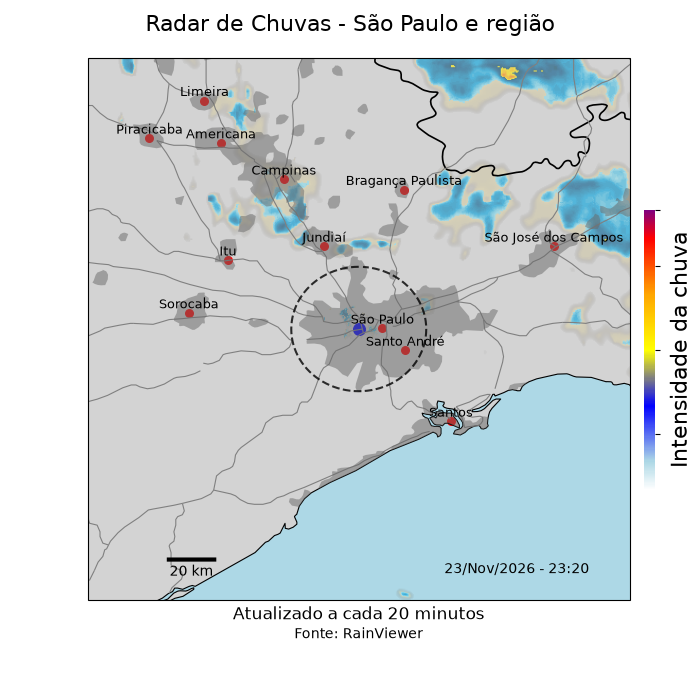 Radar de Chuvas - São Paulo e região
Limeira
Piracicaba
Americana
Campinas
Bragança Paulista
Jundiaí
São José dos Campos
Itu
Sorocaba
São Paulo
Santo André
Santos
Intensidade da chuva
20 km
23/Nov/2026 - 23:20
Atualizado a cada 20 minutos
Fonte: RainViewer